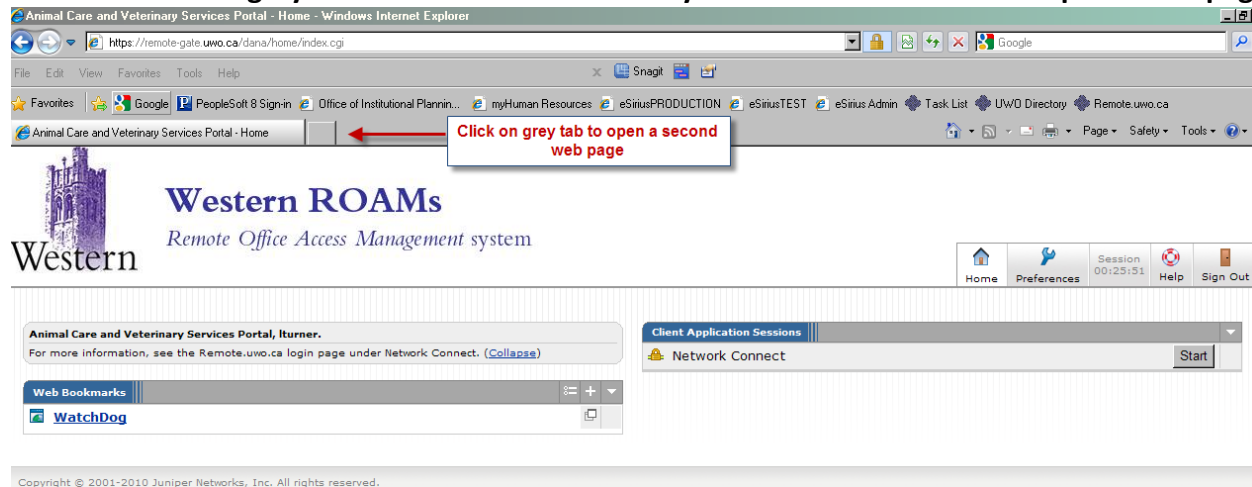 Animal Care and Veterinary Services Portal - Home - Windows Internet Explorer
https://remote-gate.uwo.ca/dana/home/index.cgi
Google
File Edit View Favorites Tools Help
x Snagit
Favorites Google PeopleSoft 8 Sign-in Office of Institutional Plannin... myHuman Resources eSiriusPRODUCTION eSiriusTEST eSirius Admin Task List UWO Directory Remote.uwo.ca
Animal Care and Veterinary Services Portal - Home
Page Safety Tools
Click on grey tab to open a second
web page
Western ROAMs
Remote Office Access Management system
Western
Home Preferences Session 00:25:51 Help Sign Out
Animal Care and Veterinary Services Portal, lturner.
For more information, see the Remote.uwo.ca login page under Network Connect. (Collapse)
Web Bookmarks
WatchDog
Client Application Sessions
Network Connect Start
Copyright © 2001-2010 Juniper Networks, Inc. All rights reserved.